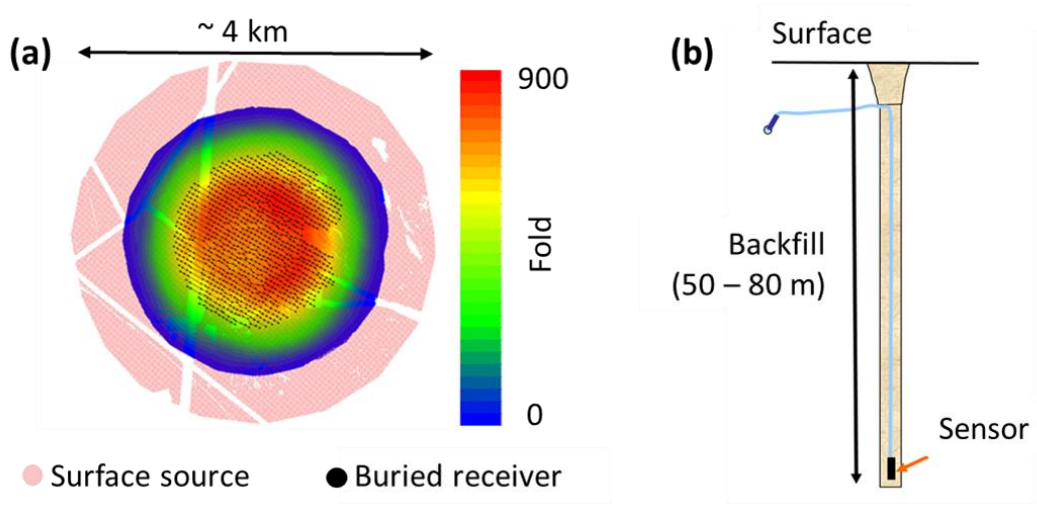 (a)
~ 4 km
900
Fold
0
Surface source
Buried receiver
(b)
Surface
Backfill
(50 – 80 m)
Sensor